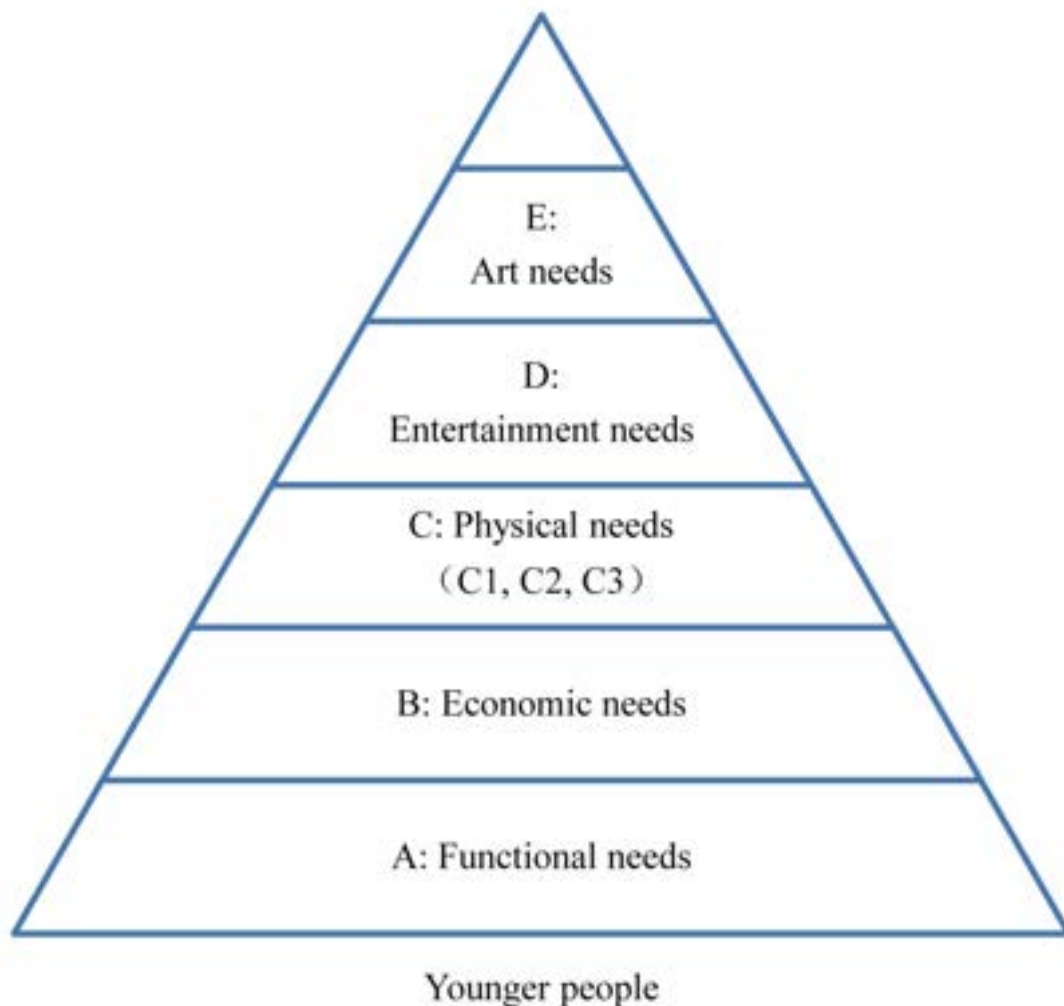 E:
Art needs
D:
Entertainment needs
C: Physical needs
（C1, C2, C3）
B: Economic needs
A: Functional needs
Younger people